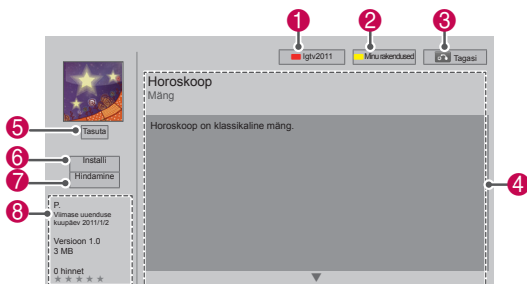 1
2
3
lgtv2011
Minu rakendused
Tagasi
Horoskoop
Mäng
5
Tasuta
Horoskoop on klassikaline mäng.
6
Installi
7
Hindamine
4
8
P.
Viimase uuenduse
kuupäev 2011/1/2
Versioon 1.0
3 MB
0 hinnet